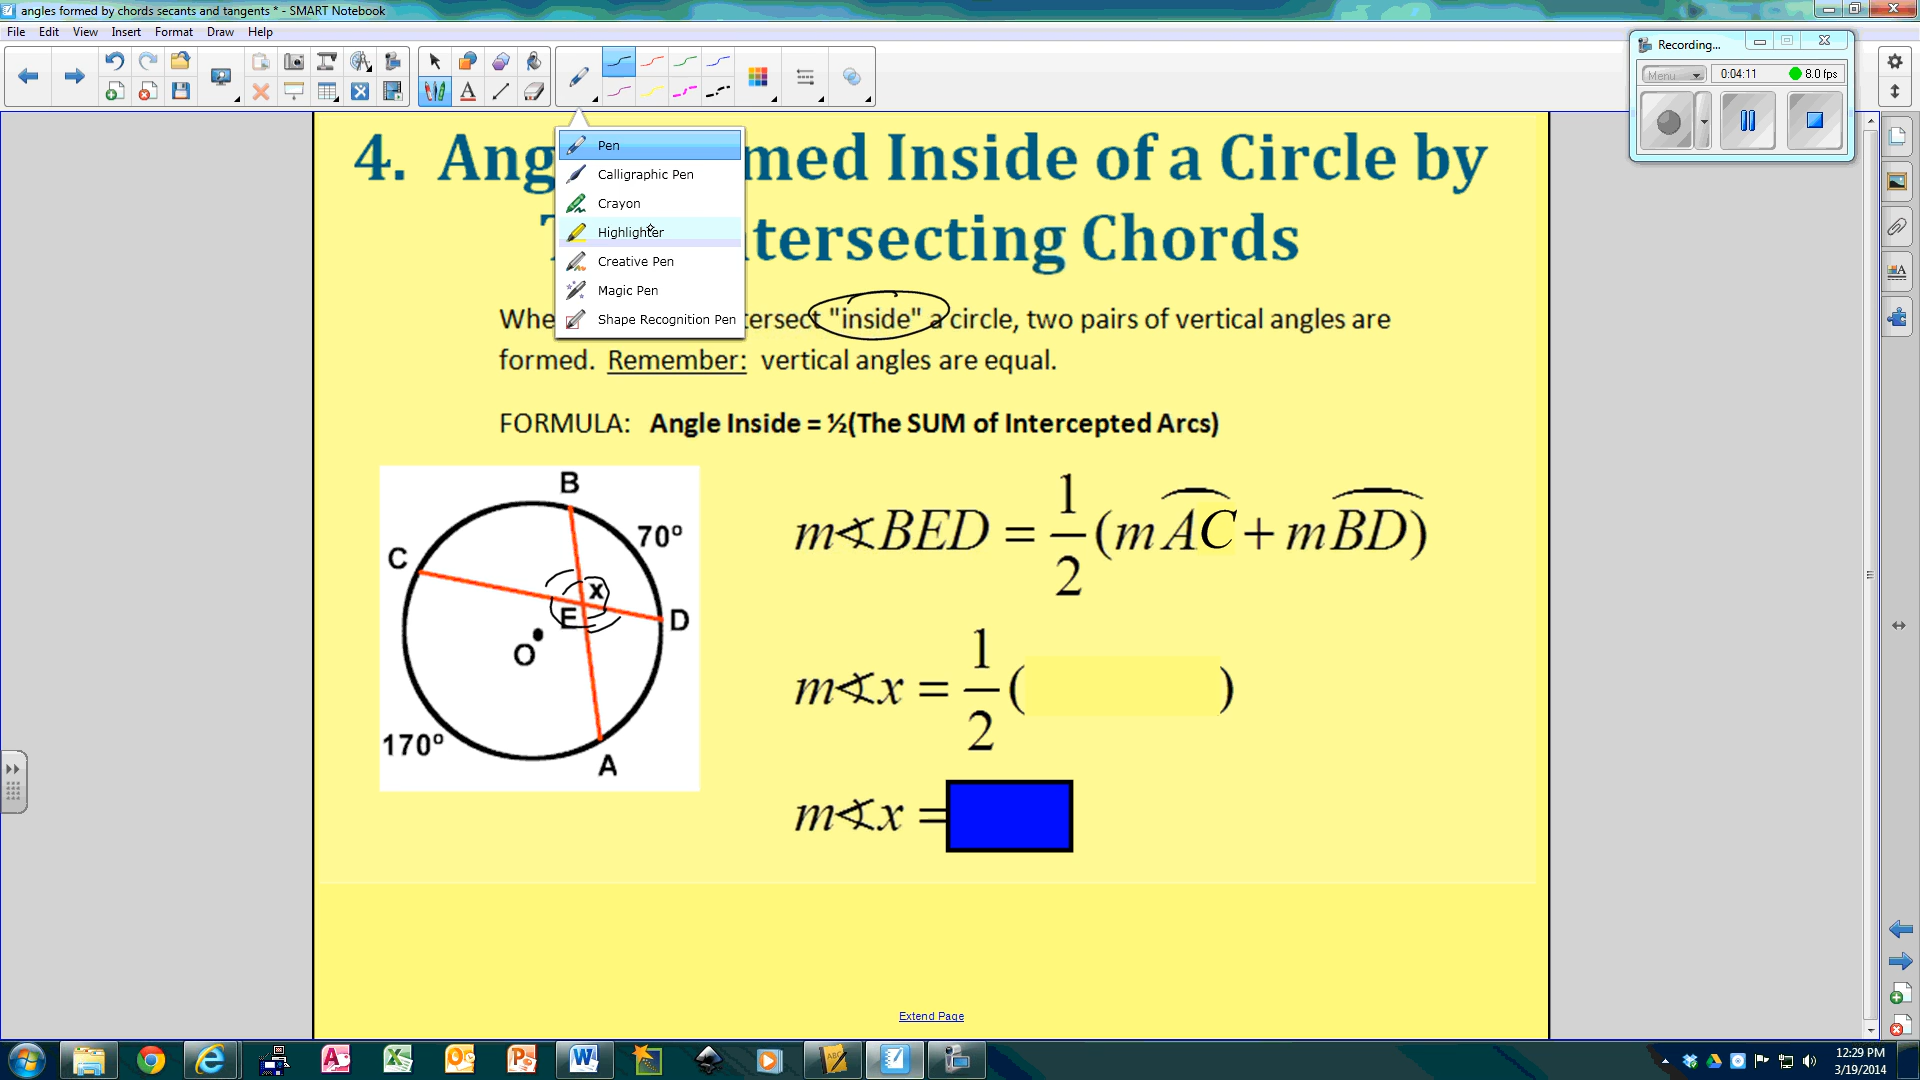 angles formed by chords secants and tangents * - SMART Notebook
File Edit View Insert Format Draw Help
Recording...
Menu 0:04:11 8.0 fps
Pen
Calligraphic Pen
Crayon
Highlighter
Creative Pen
Magic Pen
Shape Recognition Pen
4. Ang med Inside of a Circle by
T ntersecting Chords
Whe tersect "inside" a circle, two pairs of vertical angles are
formed. Remember: vertical angles are equal.
FORMULA: Angle Inside = ½(The SUM of Intercepted Arcs)
B
70º
C
x
E
D
O
170º
A
m∢BED = 1/2 (mAC + mBD)
m∢x = 1/2 ( )
m∢x =
Extend Page
12:29 PM
3/19/2014